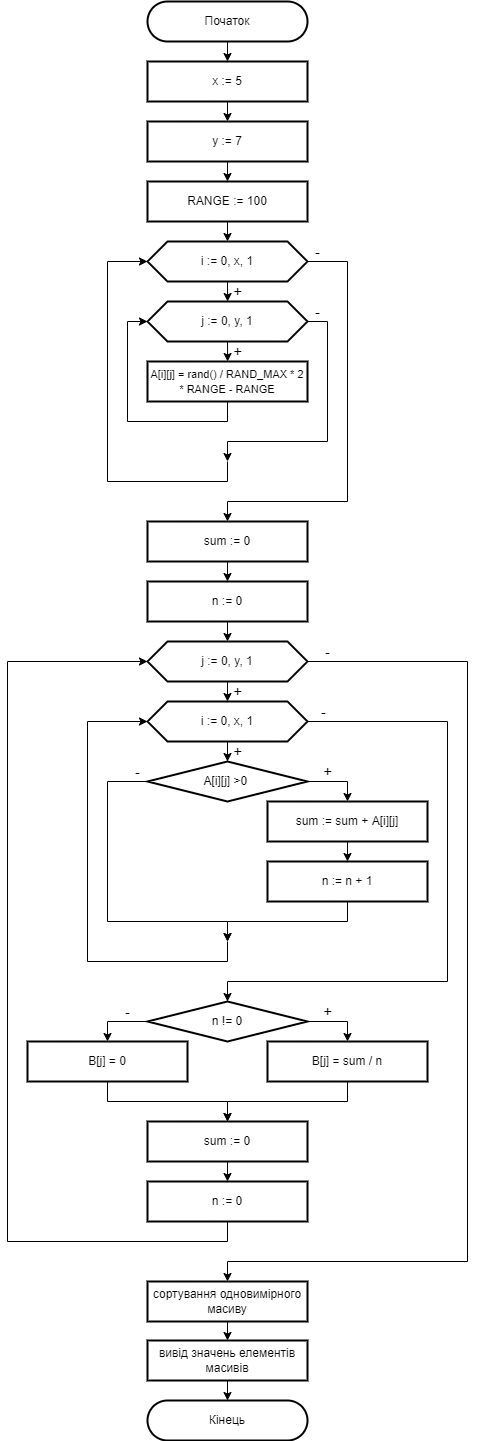 Початок
x := 5
y := 7
RANGE := 100
i := 0, x, 1
-
+
j := 0, y, 1
-
+
A[i][j] = rand() / RAND_MAX * 2
* RANGE - RANGE
sum := 0
n := 0
j := 0, y, 1
-
+
i := 0, x, 1
-
+
A[i][j] >0
-
+
sum := sum + A[i][j]
n := n + 1
n != 0
-
+
B[j] = 0
B[j] = sum / n
sum := 0
n := 0
сортування одновимірного
масиву
вивід значень елементів
масивів
Кінець